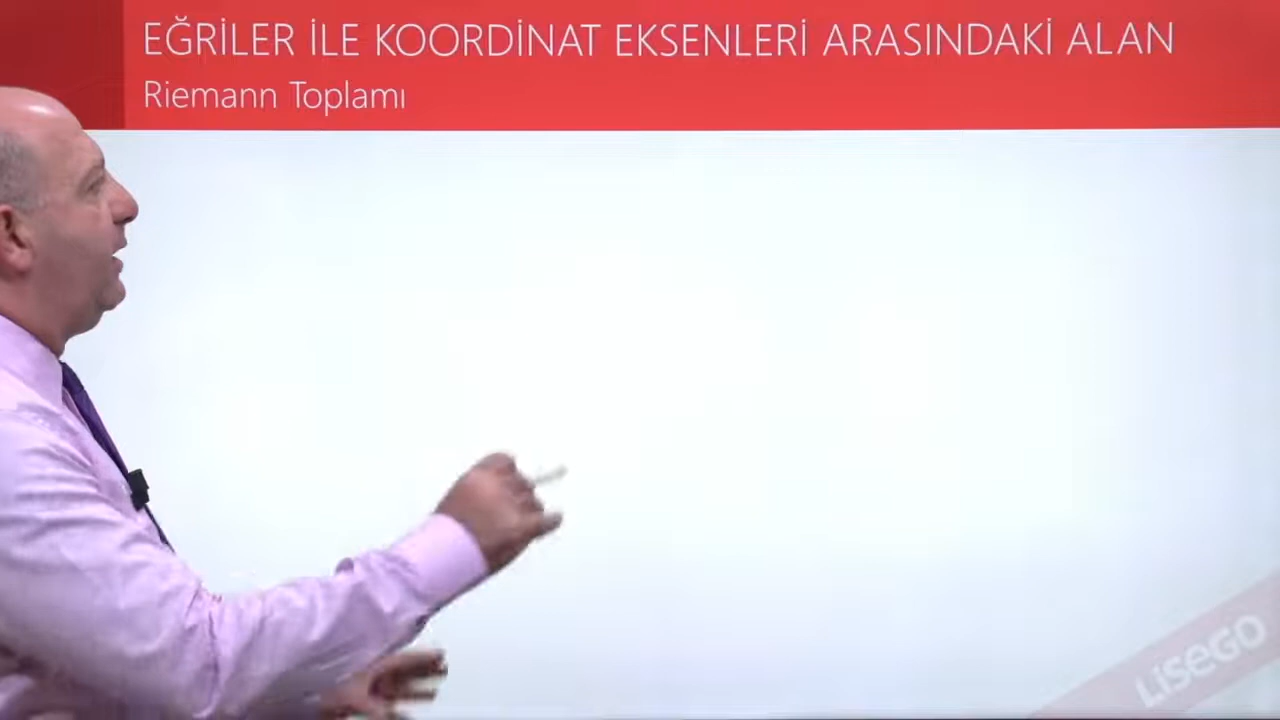 EĞRİLER İLE KOORDİNAT EKSENLERİ ARASINDAKİ ALAN
Riemann Toplamı
LiSEGO